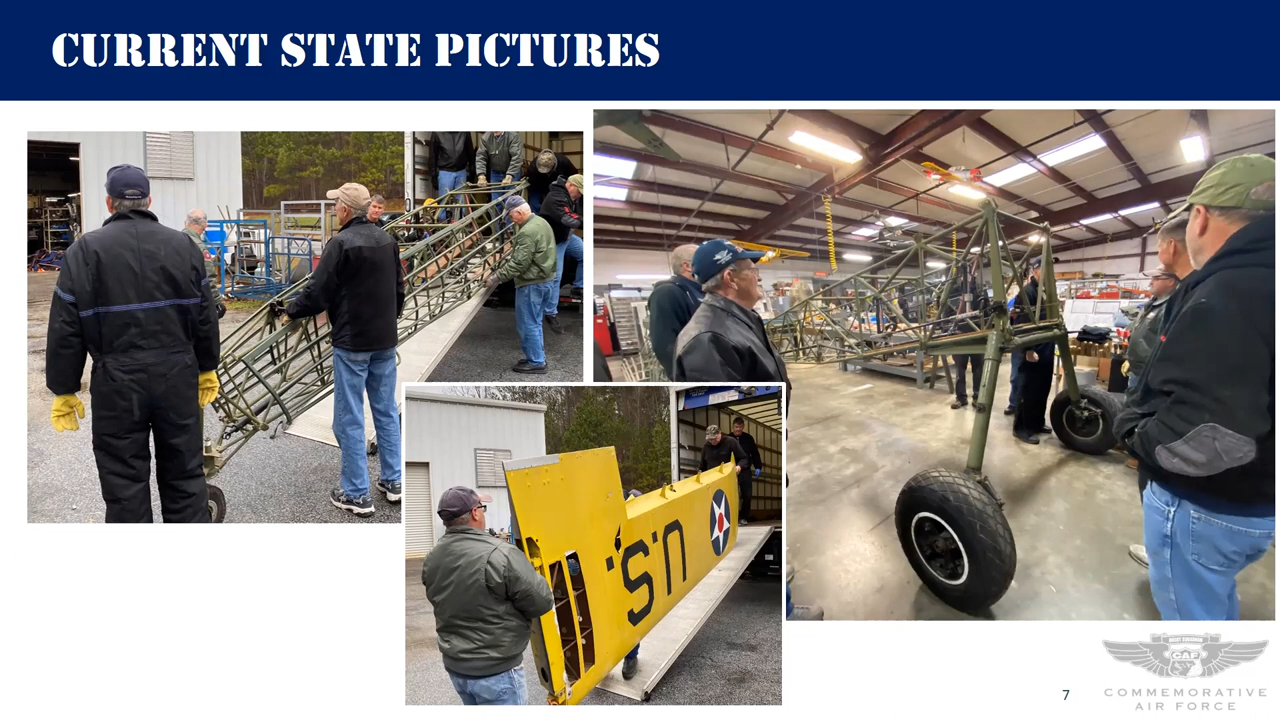 CURRENT STATE PICTURES
U.S.
7
CAF
COMMEMORATIVE
AIR FORCE